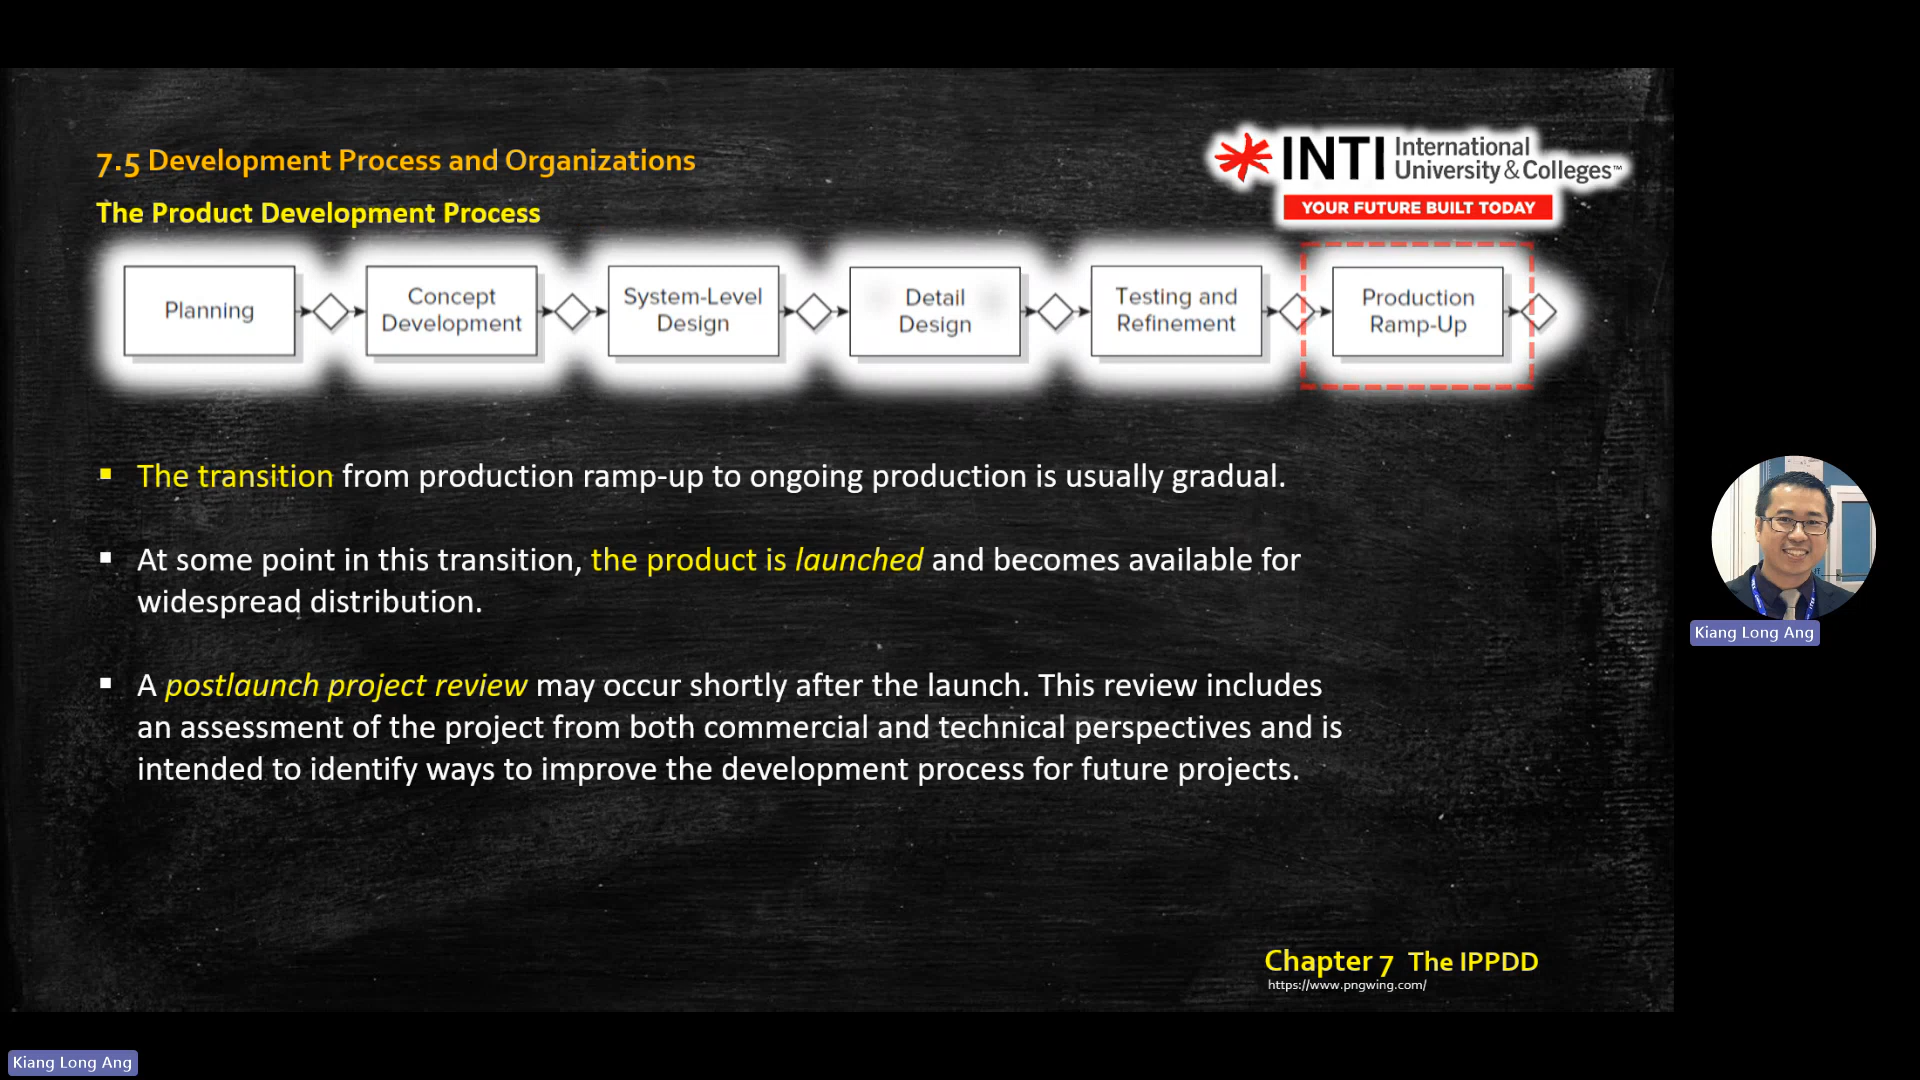 7.5 Development Process and Organizations
INTI International
University & Colleges™
YOUR FUTURE BUILT TODAY
The Product Development Process
Planning
Concept
Development
System-Level
Design
Detail
Design
Testing and
Refinement
Production
Ramp-Up
▪ The transition from production ramp-up to ongoing production is usually gradual.
▪ At some point in this transition, the product is launched and becomes available for
widespread distribution.
▪ A postlaunch project review may occur shortly after the launch. This review includes
an assessment of the project from both commercial and technical perspectives and is
intended to identify ways to improve the development process for future projects.
Kiang Long Ang
Chapter 7 The IPPDD
https://www.pngwing.com/
Kiang Long Ang